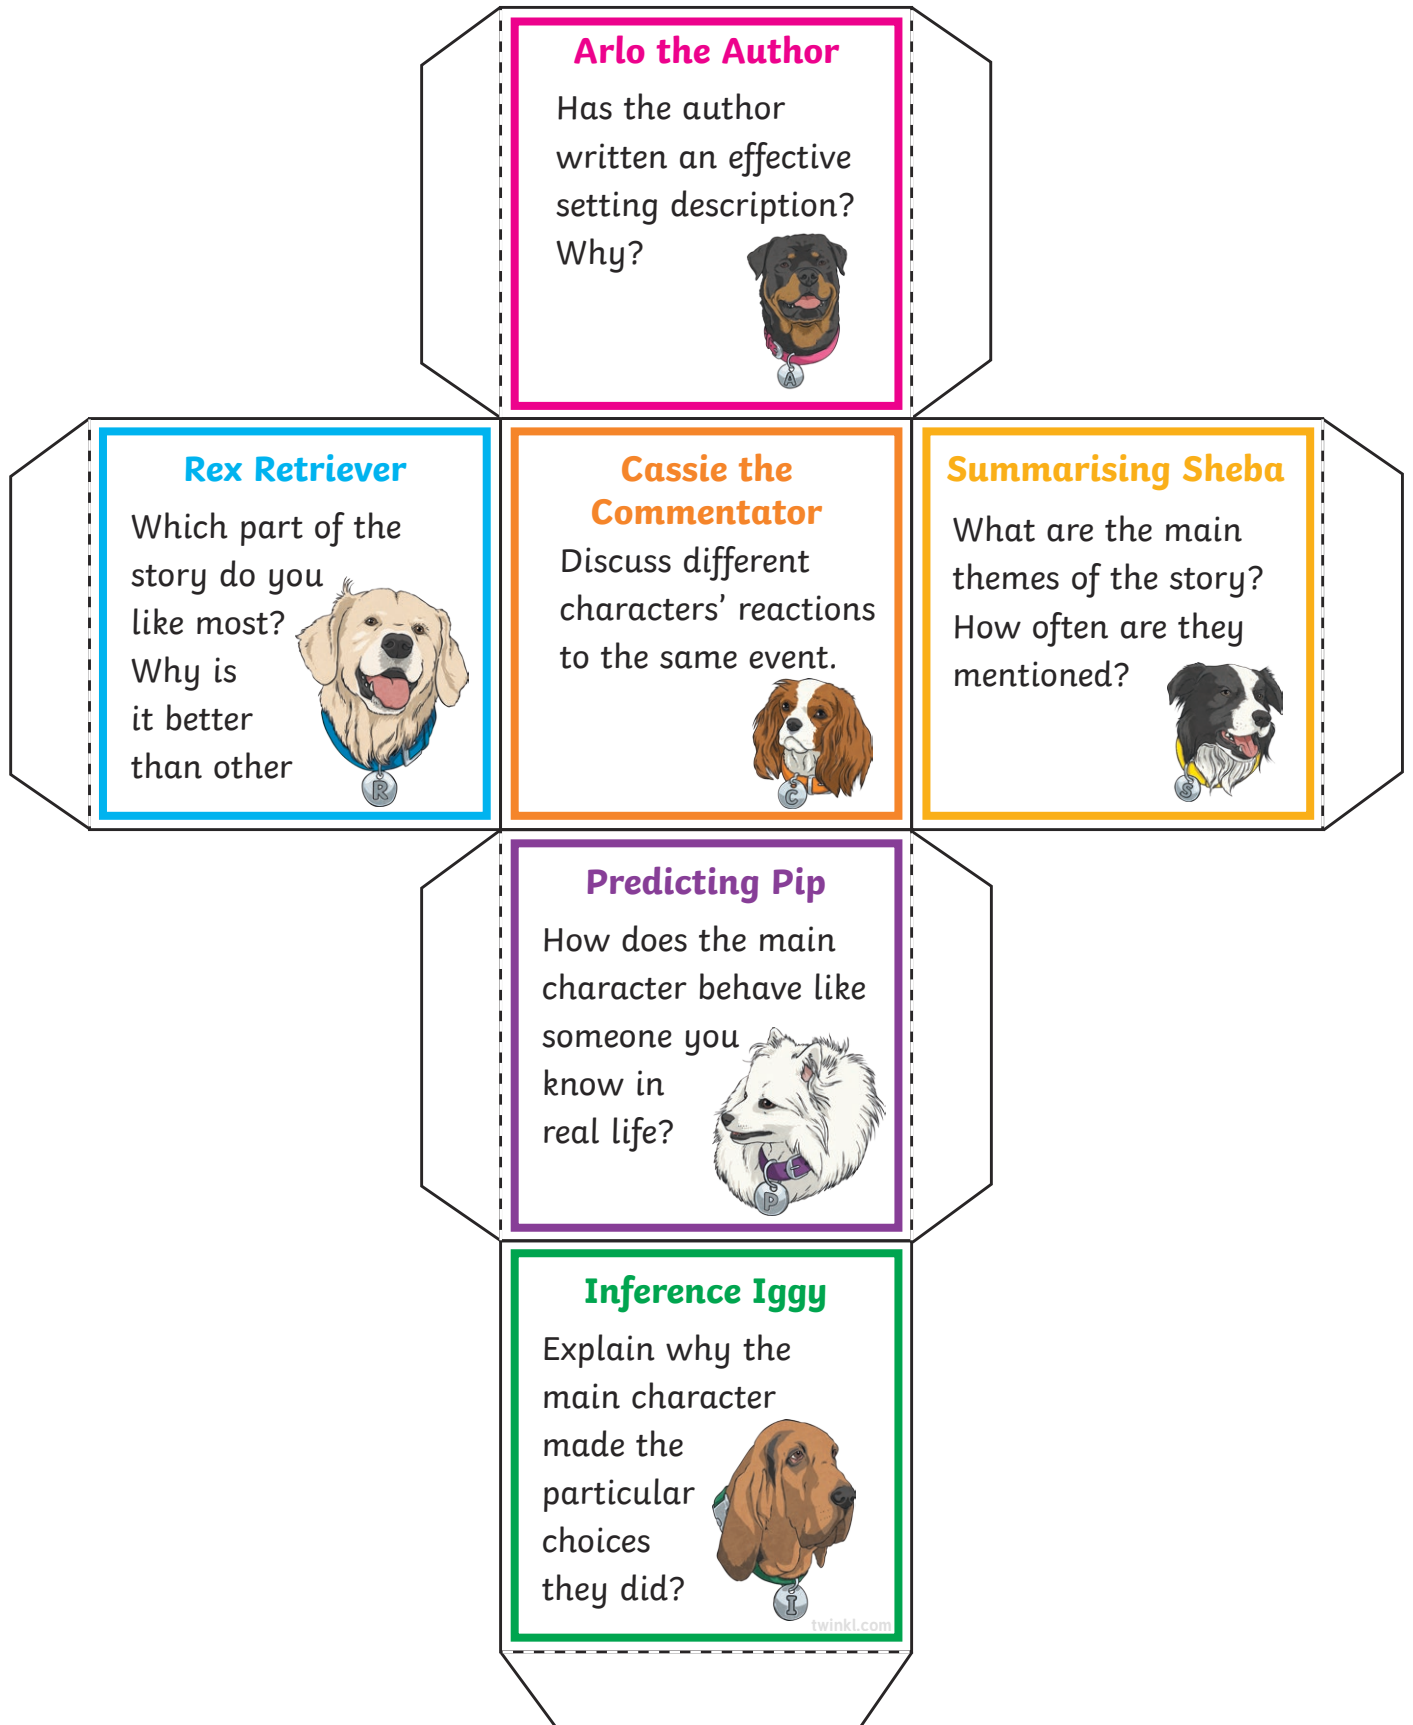 Arlo the Author
Has the author
written an effective
setting description?
Why?
A
Rex Retriever
Which part of the
story do you
like most?
Why is
it better
than other
R
Cassie the
Commentator
Discuss different
characters’ reactions
to the same event.
C
Summarising Sheba
What are the main
themes of the story?
How often are they
mentioned?
S
Predicting Pip
How does the main
character behave like
someone you
know in
real life?
P
Inference Iggy
Explain why the
main character
made the
particular
choices
they did?
I
twinkl.com